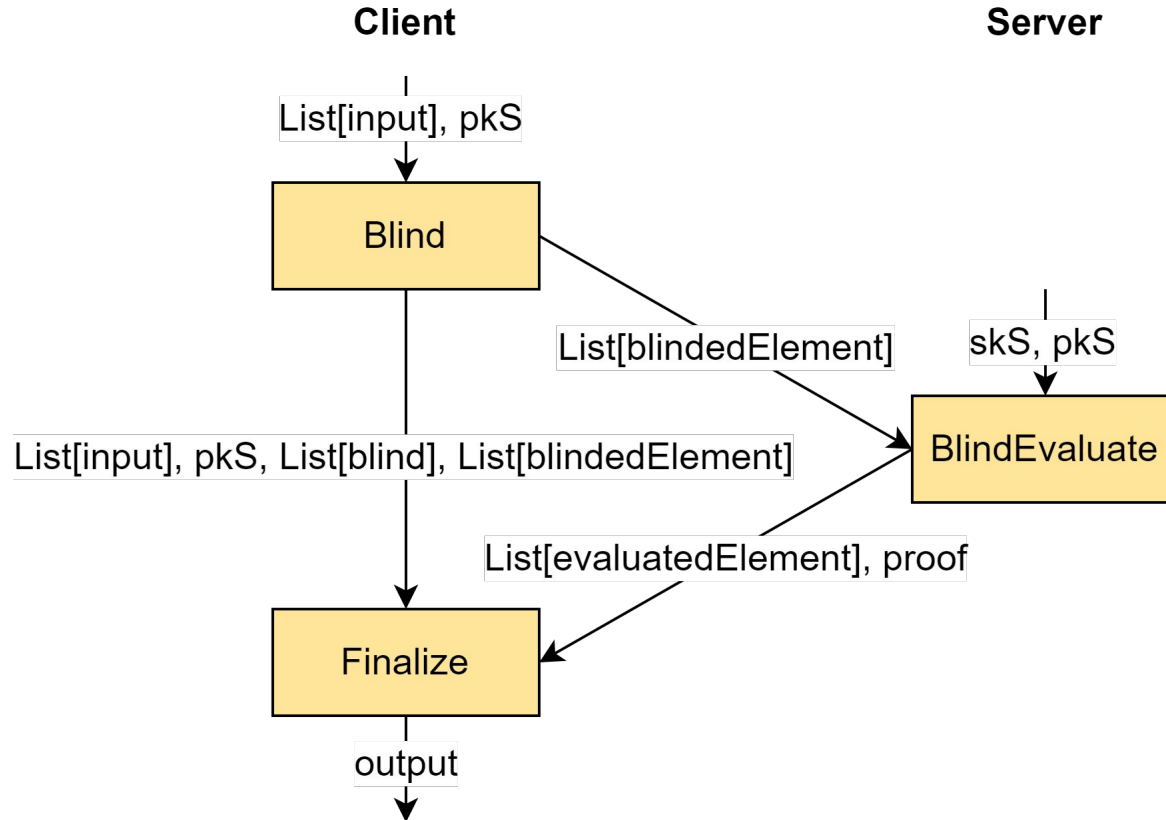 Client
Server
List[input], pkS
Blind
List[blindedElement]
skS, pkS
List[input], pkS, List[blind], List[blindedElement]
BlindEvaluate
List[evaluatedElement], proof
Finalize
output